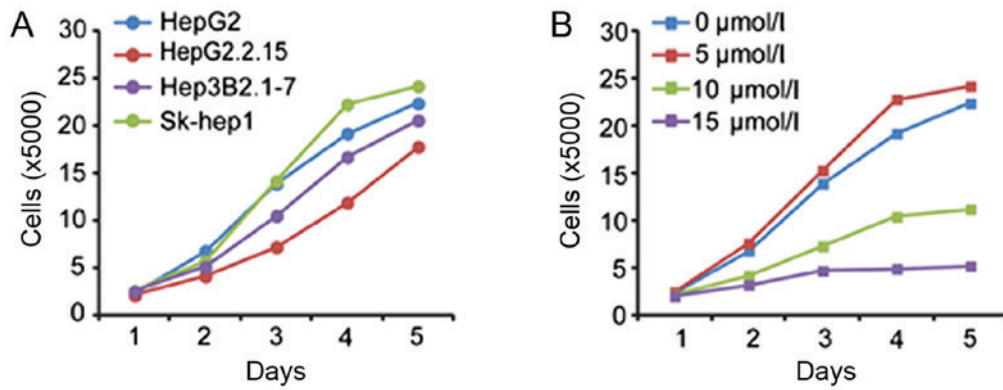 A
Cells (x5000)
30
25
20
15
10
5
0
HepG2
HepG2.2.15
Hep3B2.1-7
Sk-hep1
1 2 3 4 5
Days
B
Cells (x5000)
30
25
20
15
10
5
0
0 µmol/l
5 µmol/l
10 µmol/l
15 µmol/l
1 2 3 4 5
Days